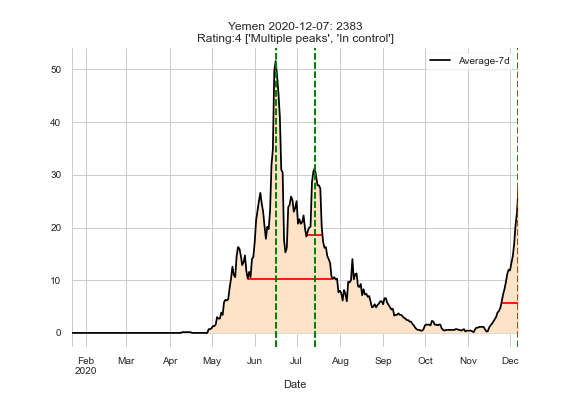 Yemen 2020-12-07: 2383
Rating:4 ['Multiple peaks', 'In control']
Average-7d
50
40
30
20
10
0
Feb Mar Apr May Jun Jul Aug Sep Oct Nov Dec
2020
Date